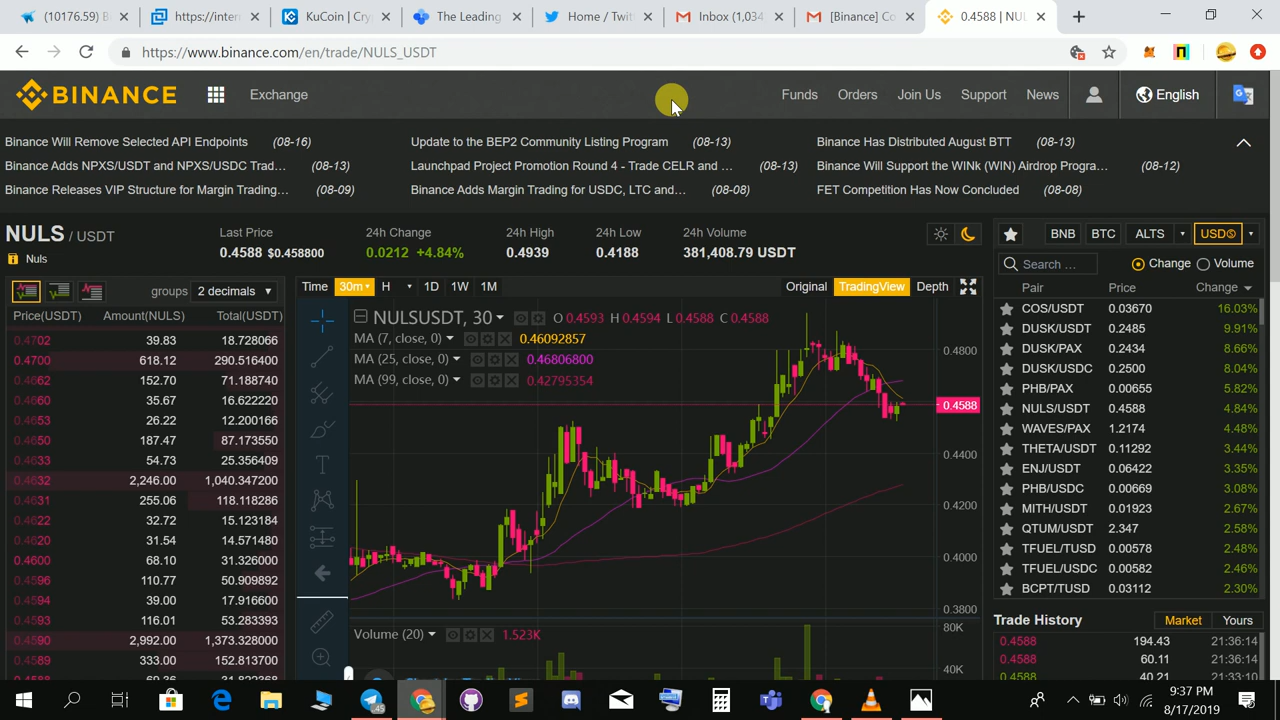 (10176.59) B
https://inter
KuCoin | Cry
The Leading
Home / Twit
Inbox (1,034
[Binance] Co
0.4588 | NUL
https://www.binance.com/en/trade/NULS_USDT
BINANCE Exchange Funds Orders Join Us Support News English
Binance Will Remove Selected API Endpoints (08-16) Update to the BEP2 Community Listing Program (08-13) Binance Has Distributed August BTT (08-13)
Binance Adds NPXS/USDT and NPXS/USDC Trad... (08-13) Launchpad Project Promotion Round 4 - Trade CELR and ... (08-13) Binance Will Support the WINk (WIN) Airdrop Progra... (08-12)
Binance Releases VIP Structure for Margin Trading... (08-09) Binance Adds Margin Trading for USDC, LTC and... (08-08) FET Competition Has Now Concluded (08-08)
NULS / USDT
Nuls
Last Price
0.4588 $0.458800
24h Change
0.0212 +4.84%
24h High
0.4939
24h Low
0.4188
24h Volume
381,408.79 USDT
groups 2 decimals
Price(USDT) Amount(NULS) Total(USDT)
0.4702 39.83 18.728066
0.4700 618.12 290.516400
0.4662 152.70 71.188740
0.4660 35.67 16.622220
0.4653 26.22 12.200166
0.4650 187.47 87.173550
0.4633 54.73 25.356409
0.4632 2,246.00 1,040.347200
0.4631 255.06 118.118286
0.4622 32.72 15.123184
0.4620 31.54 14.571480
0.4600 68.10 31.326000
0.4596 110.77 50.909892
0.4594 39.00 17.916600
0.4593 116.01 53.283393
0.4590 2,992.00 1,373.328000
0.4589 333.00 152.813700
Time 30m H 1D 1W 1M Original TradingView Depth
NULSUSDT, 30 O 0.4593 H 0.4594 L 0.4588 C 0.4588
MA (7, close, 0) 0.46092857
MA (25, close, 0) 0.46806800
MA (99, close, 0) 0.42795354
0.4800
0.4588
0.4400
0.4200
0.4000
0.3800
Volume (20) 1.523K
80K
40K
BNB BTC ALTS USDⓈ
Search ... Change Volume
Pair Price Change
COS/USDT 0.03670 16.03%
DUSK/USDT 0.2485 9.91%
DUSK/PAX 0.2434 8.66%
DUSK/USDC 0.2500 8.04%
PHB/PAX 0.00655 5.82%
NULS/USDT 0.4588 4.84%
WAVES/PAX 1.2174 4.48%
THETA/USDT 0.11292 3.44%
ENJ/USDT 0.06422 3.35%
PHB/USDC 0.00669 3.08%
MITH/USDT 0.01923 2.67%
QTUM/USDT 2.347 2.58%
TFUEL/TUSD 0.00578 2.48%
TFUEL/USDC 0.00582 2.46%
BCPT/TUSD 0.03112 2.30%
Trade History Market Yours
0.4588 194.43 21:36:14
0.4588 60.11 21:36:14
0.4588 40.21 21:33:10
9:37 PM
8/17/2019